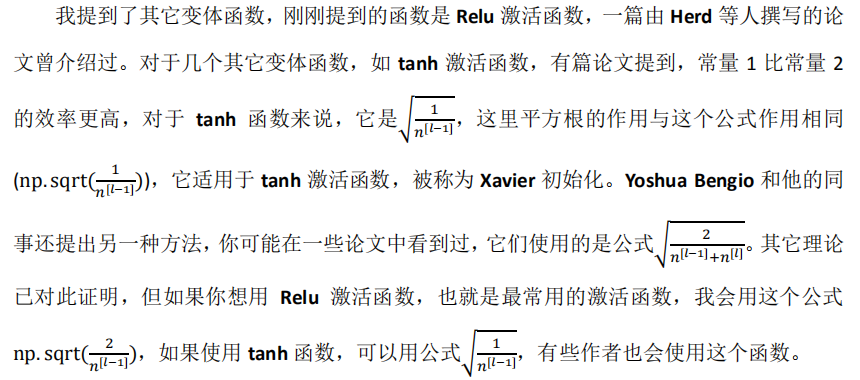 我提到了其它变体函数，刚刚提到的函数是 Relu 激活函数，一篇由 Herd 等人撰写的论
文曾介绍过。对于几个其它变体函数，如 tanh 激活函数，有篇论文提到，常量 1 比常量 2
的效率更高，对于 tanh 函数来说，它是$\sqrt{\frac{1}{n^{[l-1]}}}$，这里平方根的作用与这个公式作用相同
(np.sqrt($\frac{1}{n^{[l-1]}}$))，它适用于 tanh 激活函数，被称为 Xavier 初始化。Yoshua Bengio 和他的同
事还提出另一种方法，你可能在一些论文中看到过，它们使用的是公式$\sqrt{\frac{2}{n^{[l-1]}+n^{[l]}}}$。其它理论
已对此证明，但如果你想用 Relu 激活函数，也就是最常用的激活函数，我会用这个公式
np.sqrt($\frac{2}{n^{[l-1]}}$)，如果使用 tanh 函数，可以用公式$\sqrt{\frac{1}{n^{[l-1]}}}$，有些作者也会使用这个函数。